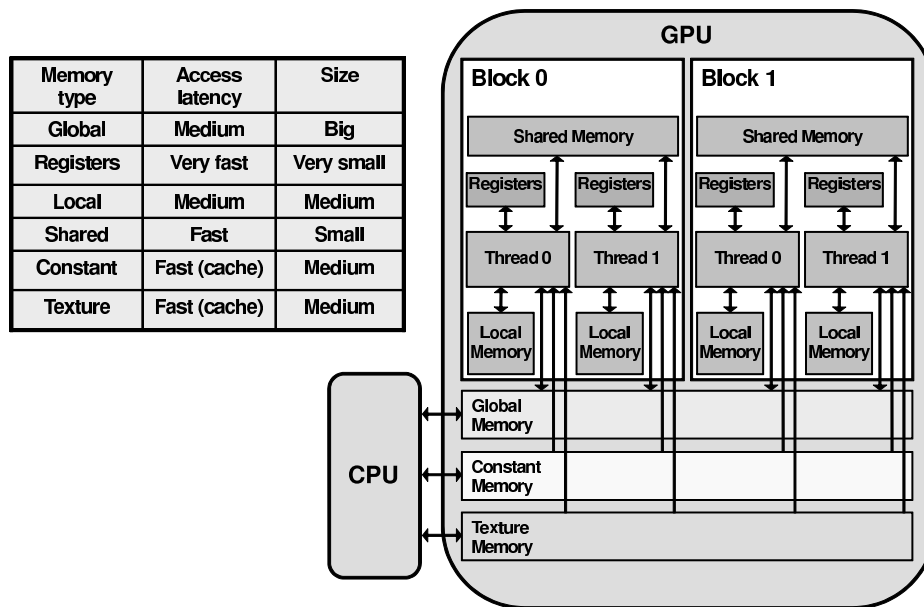 Memory type Access latency Size
Global Medium Big
Registers Very fast Very small
Local Medium Medium
Shared Fast Small
Constant Fast (cache) Medium
Texture Fast (cache) Medium
GPU
Block 0
Shared Memory
Registers Registers
Thread 0 Thread 1
Local Memory Local Memory
Block 1
Shared Memory
Registers Registers
Thread 0 Thread 1
Local Memory Local Memory
CPU
Global
Memory
Constant
Memory
Texture
Memory